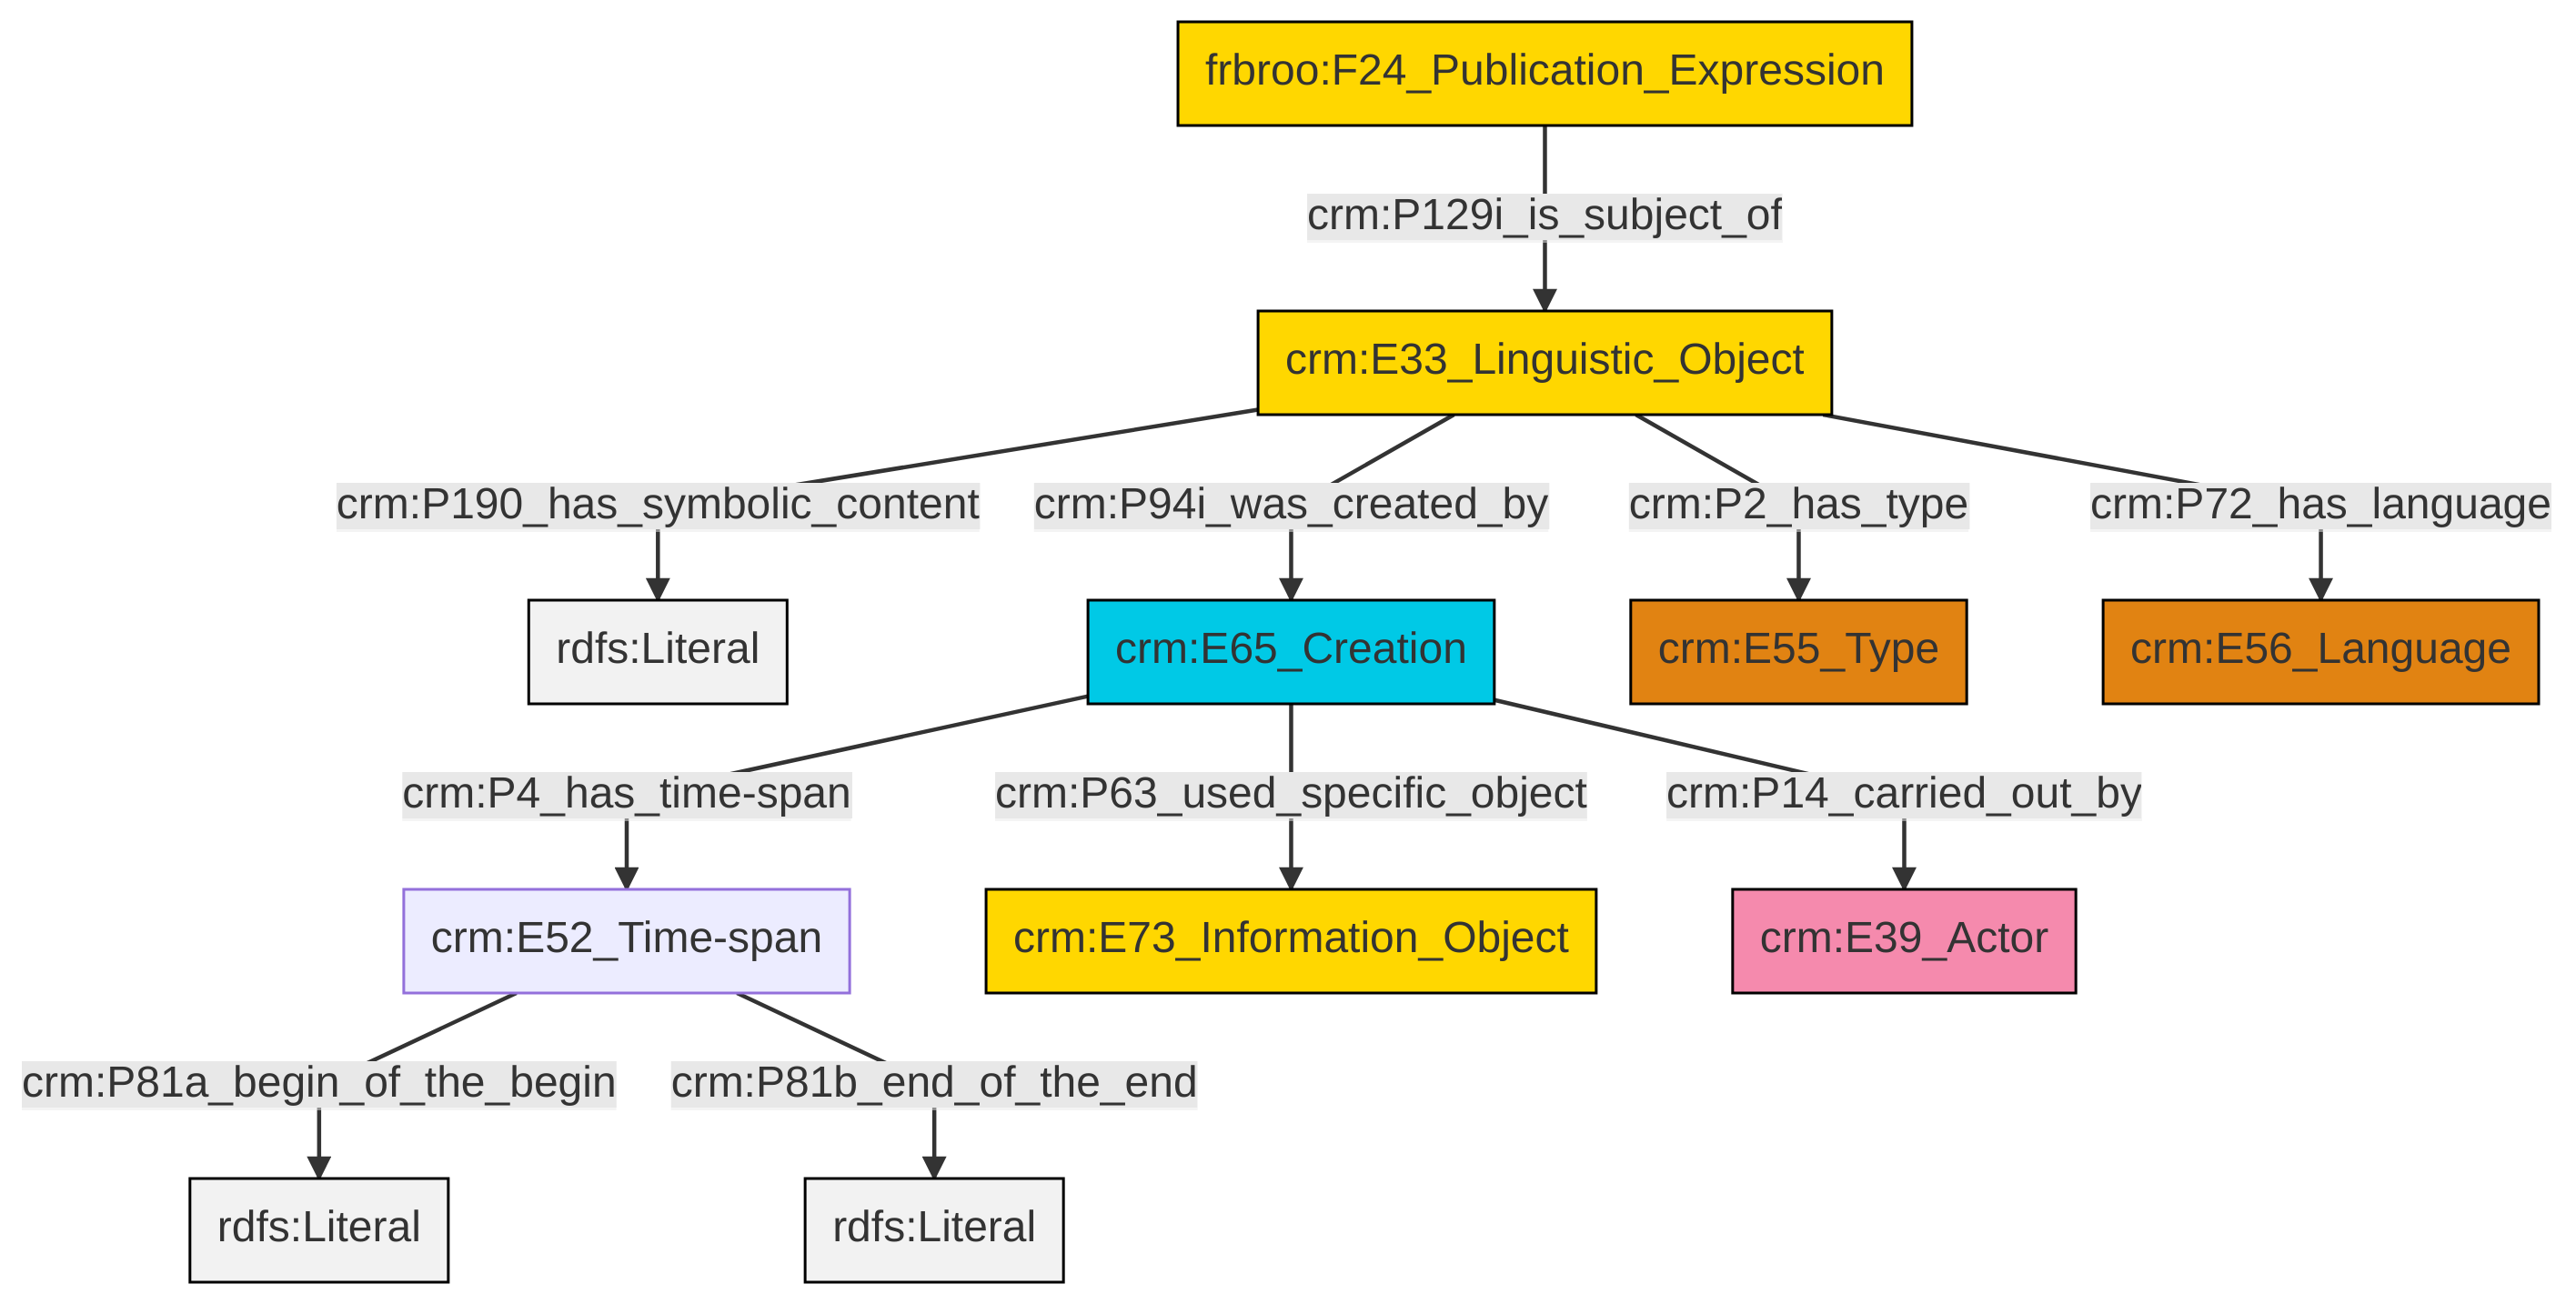 frbroo:F24_Publication_Expression
crm:P129i_is_subject_of
crm:E33_Linguistic_Object
crm:P190_has_symbolic_content
crm:P94i_was_created_by
crm:P2_has_type
crm:P72_has_language
rdfs:Literal
crm:E65_Creation
crm:E55_Type
crm:E56_Language
crm:P4_has_time-span
crm:P63_used_specific_object
crm:P14_carried_out_by
crm:E52_Time-span
crm:E73_Information_Object
crm:E39_Actor
crm:P81a_begin_of_the_begin
crm:P81b_end_of_the_end
rdfs:Literal
rdfs:Literal